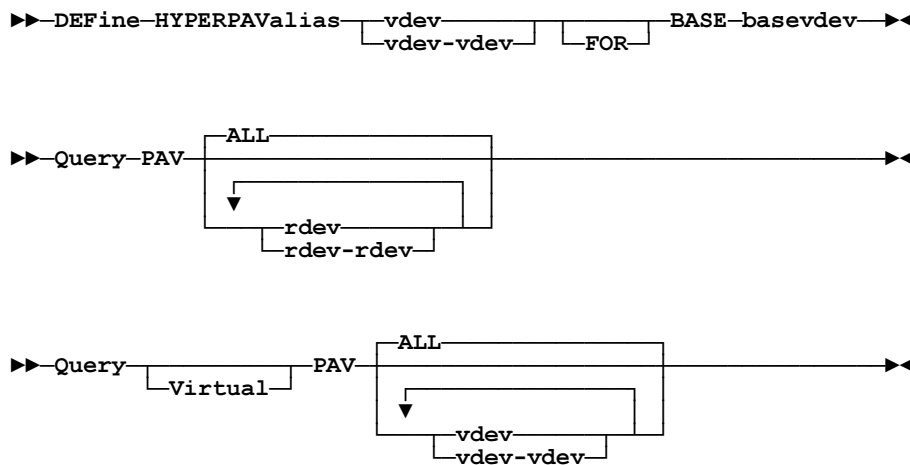 DEFine HYPERPAValias vdev BASE basevdev
vdev-vdev FOR
ALL
Query PAV
rdev
rdev-rdev
ALL
Query PAV
Virtual
vdev
vdev-vdev